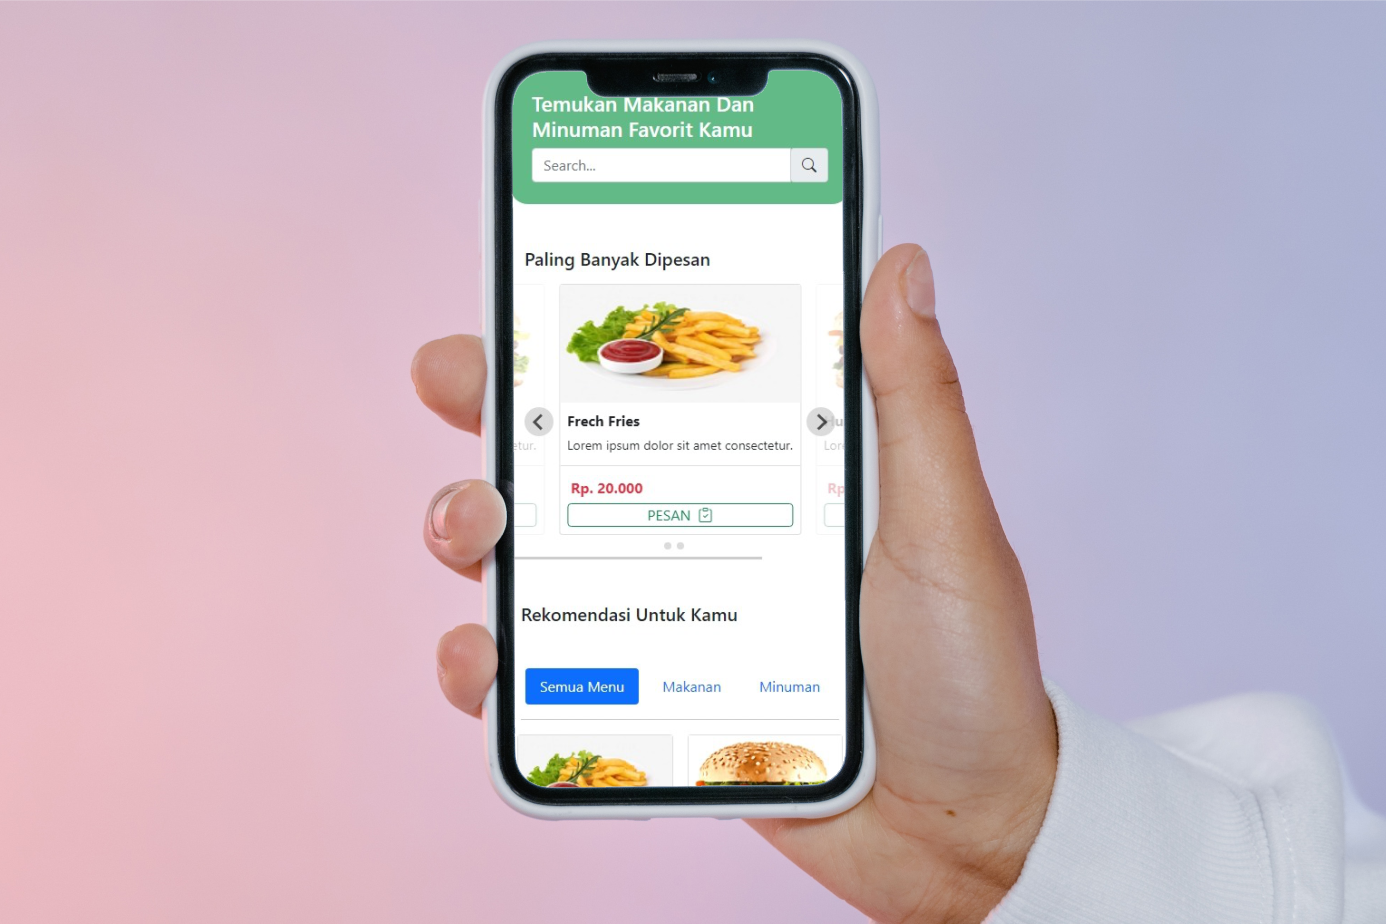 Temukan Makanan Dan
Minuman Favorit Kamu
Search...
Paling Banyak Dipesan
Frech Fries
Lorem ipsum dolor sit amet consectetur.
Rp. 20.000
PESAN
Rekomendasi Untuk Kamu
Semua Menu Makanan Minuman